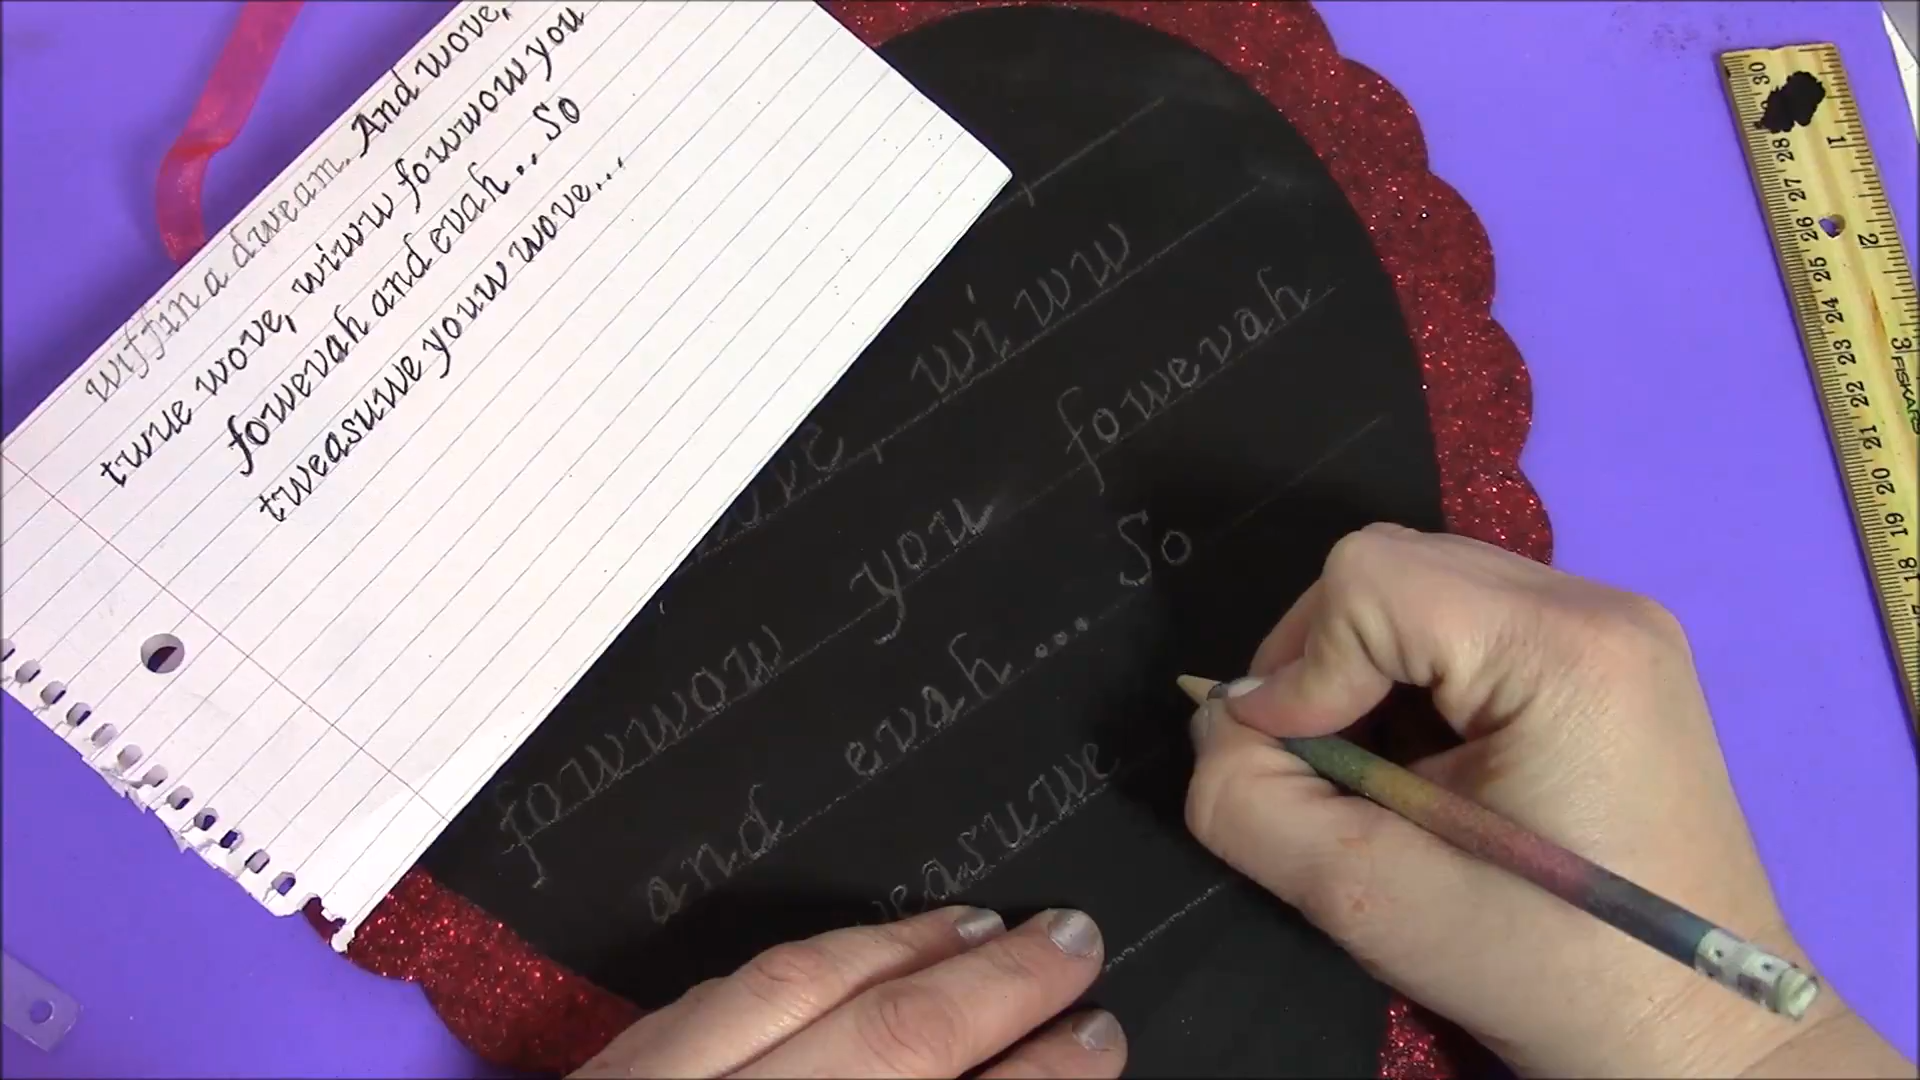 wiffin a dweam. And wove,
twue wove, wiww fowwow you
fowevah and evah... so
tweasuwe youw wove...
wove, wiww
fowwow you fowevah
and evah... So
weasuwe
30
28
27
26
25
24
23
22
21
20
19
18
1
2
3
FISKARS